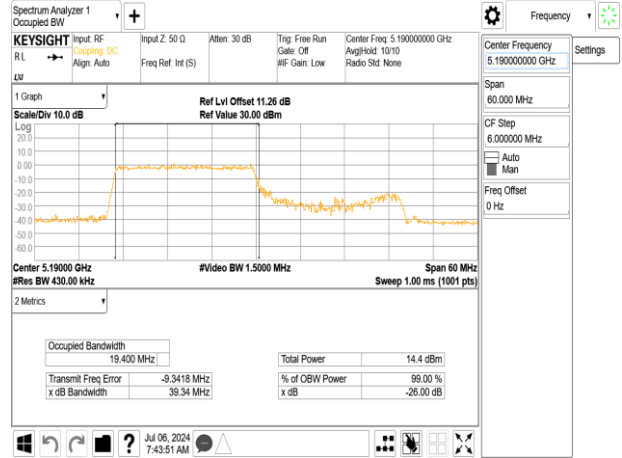 Spectrum Analyzer 1
Occupied BW
Frequency
KEYSIGHT
Input: RF
Coupling: DC
Align: Auto
Input Z: 50 Ω
Freq Ref: Int (S)
Atten: 30 dB
Trig: Free Run
Gate: Off
#IF Gain: Low
Center Freq: 5.190000000 GHz
Avg|Hold: 10/10
Radio Std: None
RL
LXI
Center Frequency
5.190000000 GHz
Settings
Span
60.000 MHz
CF Step
6.000000 MHz
Auto
Man
Freq Offset
0 Hz
1 Graph
Scale/Div 10.0 dB
Ref Lvl Offset 11.26 dB
Ref Value 30.00 dBm
Log
20.0
10.0
0.00
-10.0
-20.0
-30.0
-40.0
-50.0
-60.0
Center 5.19000 GHz
#Res BW 430.00 kHz
#Video BW 1.5000 MHz
Span 60 MHz
Sweep 1.00 ms (1001 pts)
2 Metrics
Occupied Bandwidth
19.400 MHz
Total Power 14.4 dBm
Transmit Freq Error -9.3418 MHz
% of OBW Power 99.00 %
x dB Bandwidth 39.34 MHz
x dB -26.00 dB
Jul 06, 2024
7:43:51 AM